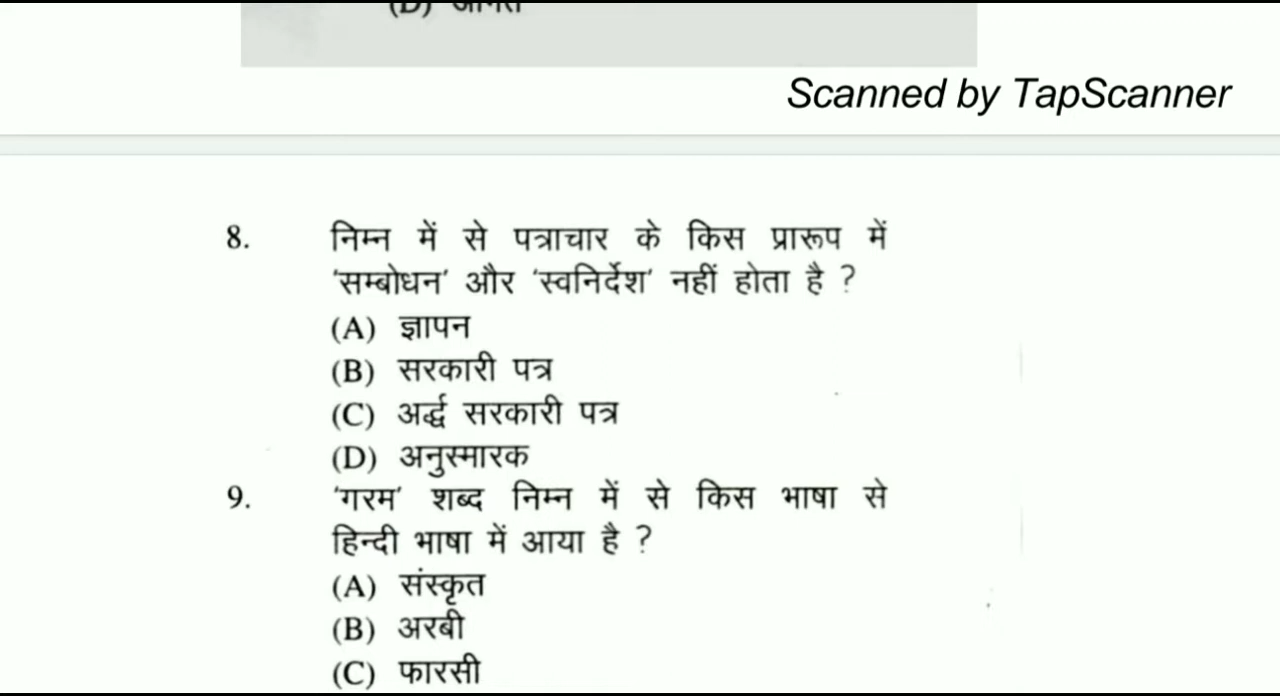 (D)
Scanned by TapScanner
8. निम्न में से पत्राचार के किस प्रारूप में
'सम्बोधन' और 'स्वनिर्देश' नहीं होता है ?
(A) ज्ञापन
(B) सरकारी पत्र
(C) अर्द्ध सरकारी पत्र
(D) अनुस्मारक
9. 'गरम' शब्द निम्न में से किस भाषा से
हिन्दी भाषा में आया है ?
(A) संस्कृत
(B) अरबी
(C) फारसी